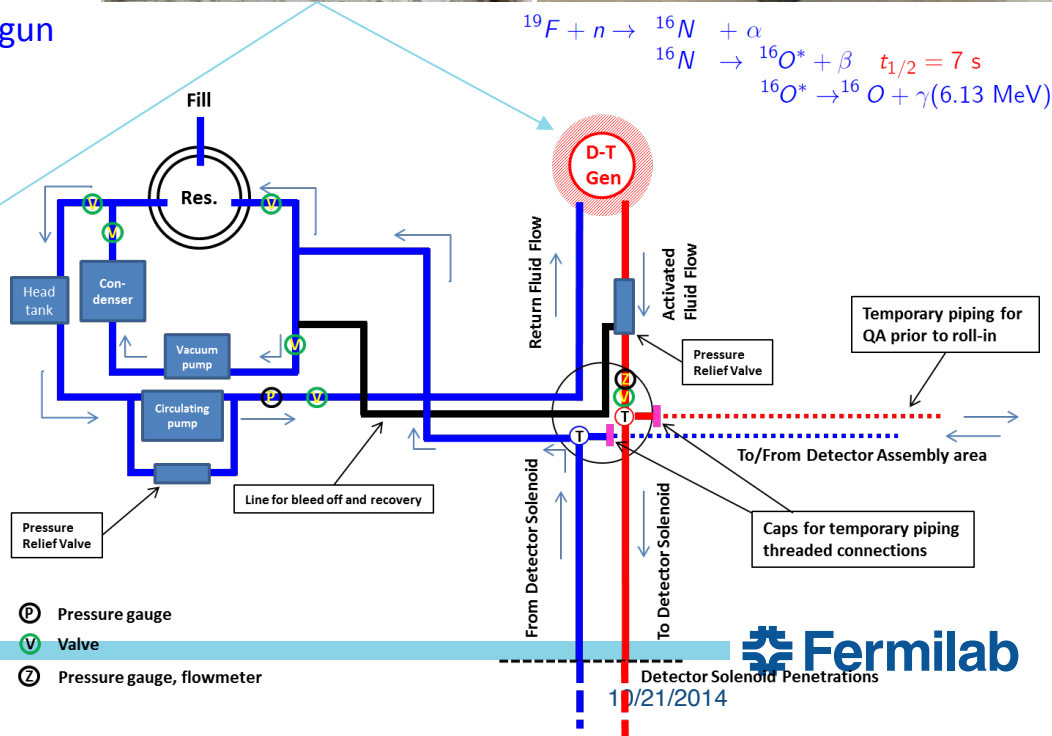 gun
¹⁹F + n → ¹⁶N + α
¹⁶N → ¹⁶O* + β t₁/₂ = 7 s
¹⁶O* → ¹⁶O + γ(6.13 MeV)
Fill
Res.
D-T
Gen
V
V
V
Head
tank
Con-
denser
Vacuum
pump
V
Circulating
pump
P
V
Return Fluid Flow
Activated
Fluid Flow
Pressure
Relief Valve
Temporary piping for
QA prior to roll-in
Z
V
T
T
To/From Detector Assembly area
Line for bleed off and recovery
Pressure
Relief Valve
From Detector Solenoid
To Detector Solenoid
Caps for temporary piping
threaded connections
P Pressure gauge
V Valve
Z Pressure gauge, flowmeter
Fermilab
Detector Solenoid Penetrations
10/21/2014